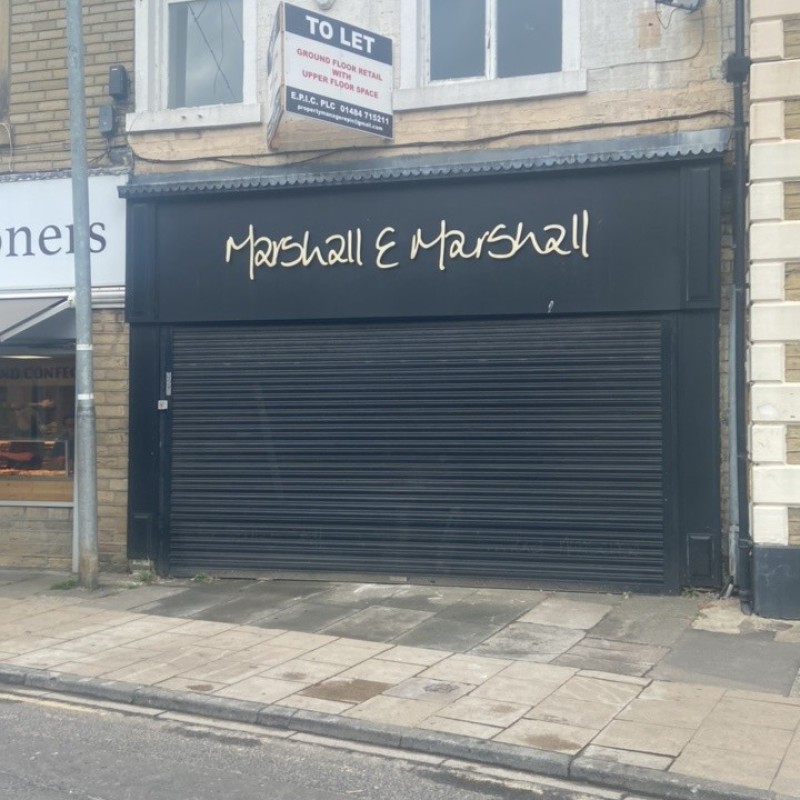 TO LET
GROUND FLOOR RETAIL
WITH
UPPER FLOOR SPACE
E.P.I.C. PLC 01484 715211
Marshall & Marshall
oners